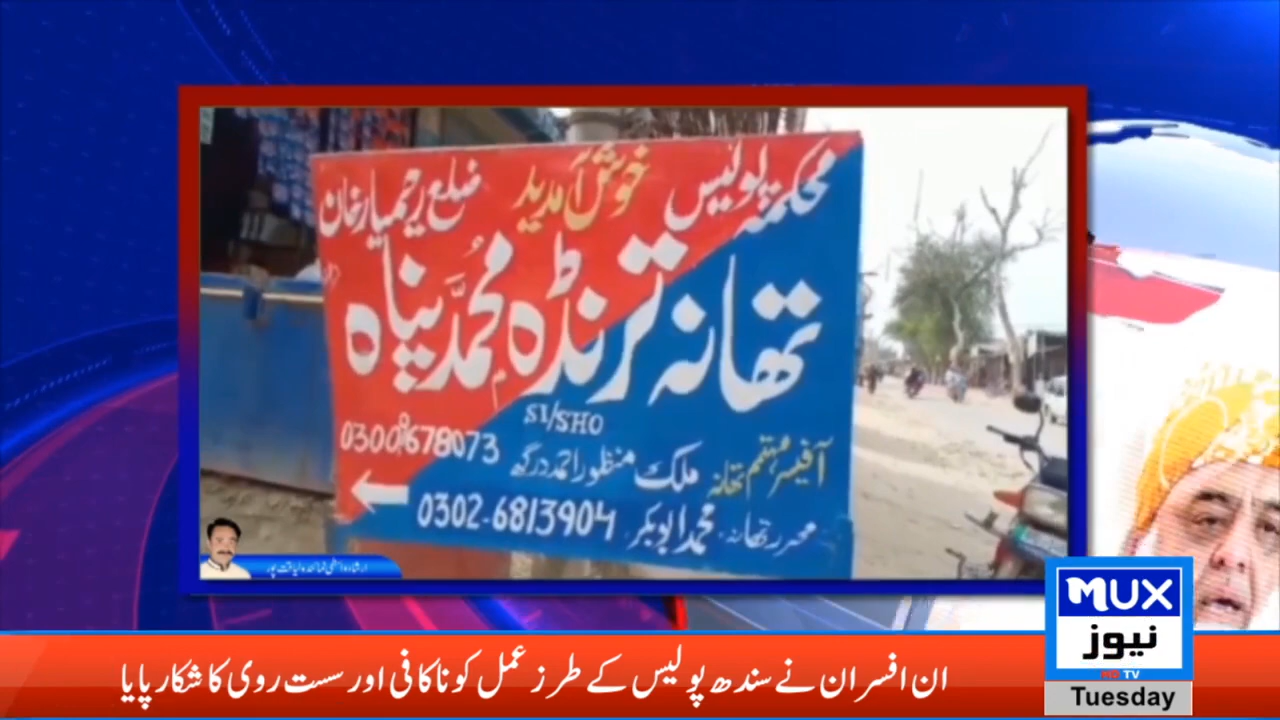 محکمہ پولیس خوش آمدید ضلع رحیمیارخان
تھانہ ترنڈہ محمد پناہ
SI/SHO
آفیسر مہتمم تھانہ ملک منظور احمد درگھ
محرر تھانہ محمد ابوبکر 0302-6813904
ان افسران نے سندھ پولیس کے طرز عمل کو ناکافی اور سست روی کا شکار پایا
MUX
نیوز
TV
Tuesday